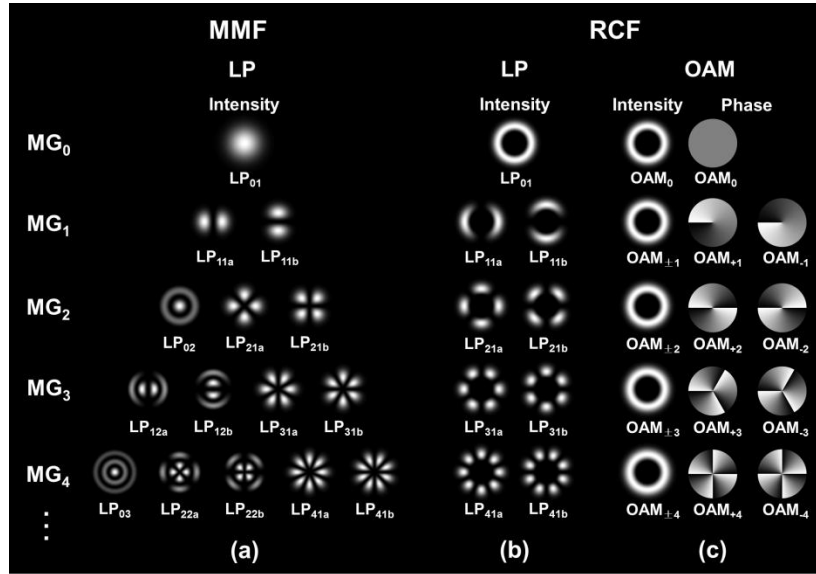 MMF RCF
LP LP OAM
Intensity Intensity Intensity Phase
MG₀
LP₀₁ LP₀₁ OAM₀ OAM₀
MG₁
LP₁₁ₐ LP₁₁b LP₁₁ₐ LP₁₁b OAM±₁ OAM₊₁ OAM₋₁
MG₂
LP₀₂ LP₂₁ₐ LP₂₁b LP₂₁ₐ LP₂₁b OAM±₂ OAM₊₂ OAM₋₂
MG₃
LP₁₂ₐ LP₁₂b LP₃₁ₐ LP₃₁b LP₃₁ₐ LP₃₁b OAM±₃ OAM₊₃ OAM₋₃
MG₄
LP₀₃ LP₂₂ₐ LP₂₂b LP₄₁ₐ LP₄₁b LP₄₁ₐ LP₄₁b OAM±₄ OAM₊₄ OAM₋₄
⋮
(a) (b) (c)